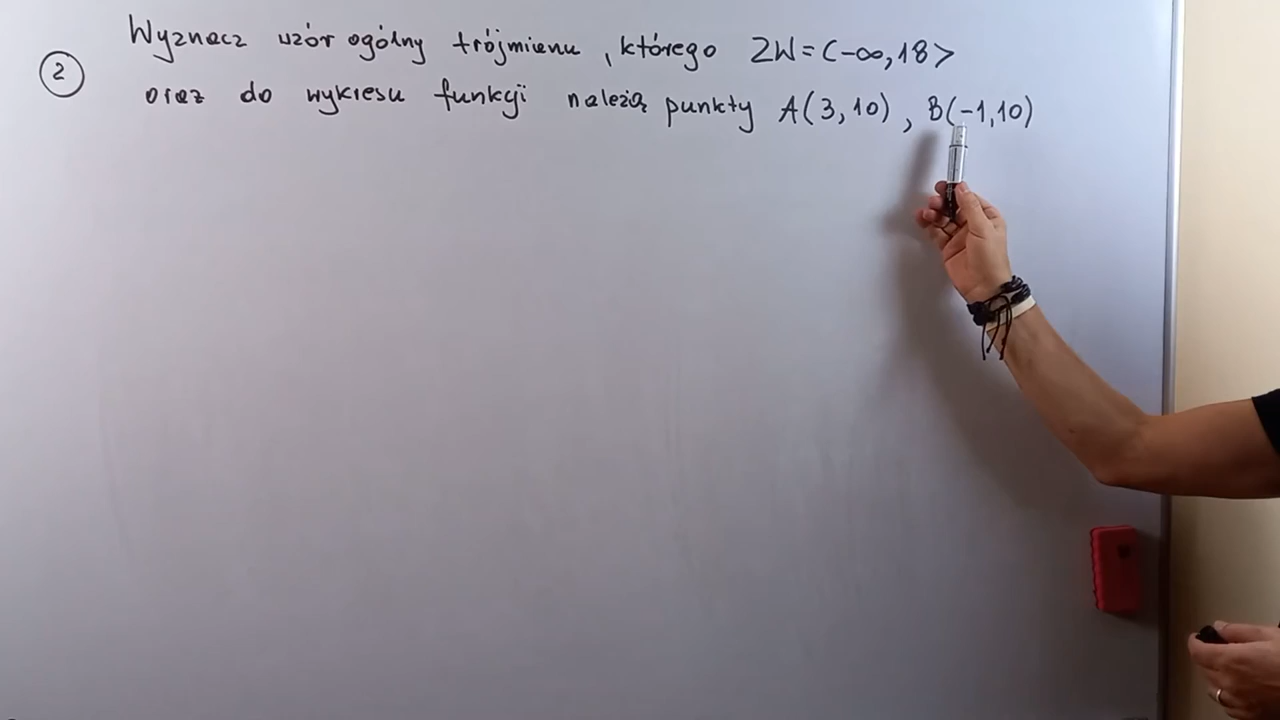 2 Wyznacz wzór ogólny trójmianu, którego ZW=(-∞,18>
oraz do wykresu funkcji należą punkty A(3,10), B(-1,10)